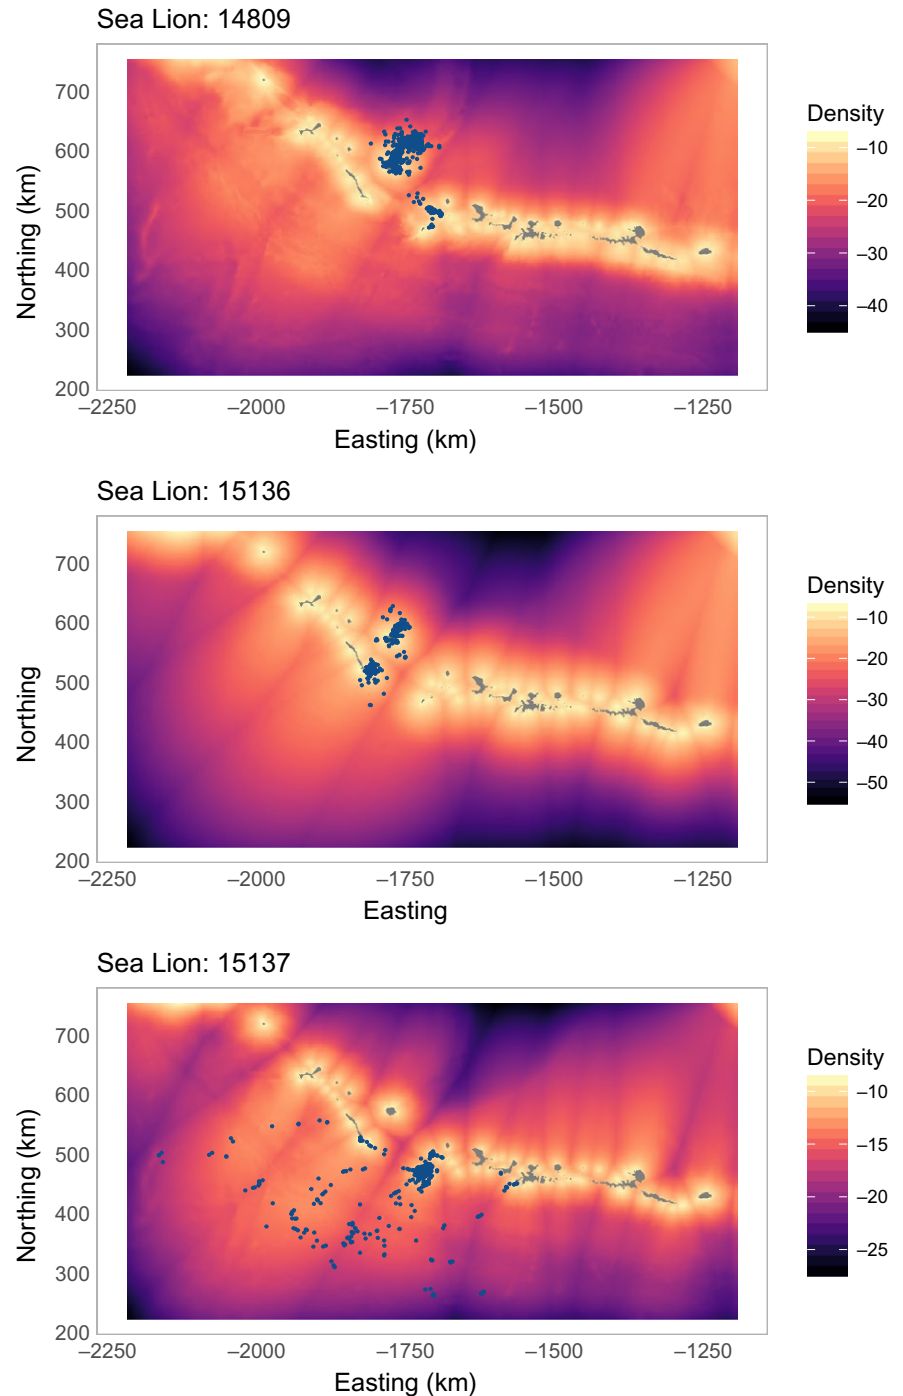 Sea Lion: 14809
Northing (km)
700
600
500
400
300
200
−2250 −2000 −1750 −1500 −1250
Easting (km)
Density
−10
−20
−30
−40
Sea Lion: 15136
Northing
700
600
500
400
300
200
−2250 −2000 −1750 −1500 −1250
Easting
Density
−10
−20
−30
−40
−50
Sea Lion: 15137
Northing (km)
700
600
500
400
300
200
−2250 −2000 −1750 −1500 −1250
Easting (km)
Density
−10
−15
−20
−25